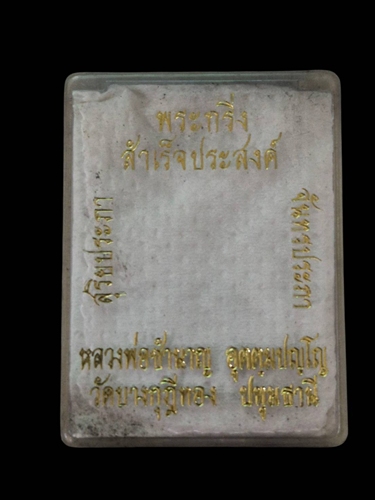 พระกริ่ง
สำเร็จประสงค์
สุริยประภา
จันทรประภา
หลวงพ่อชำนาญ อุตฺตมปญฺโญ
วัดบางกุฎีทอง ปทุมธานี